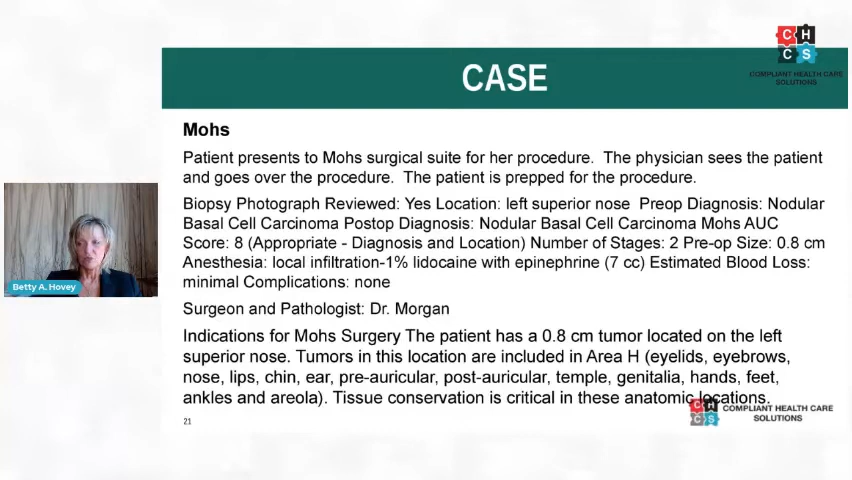 CASE
C H
C S
COMPLIANT HEALTH CARE
SOLUTIONS
Mohs
Patient presents to Mohs surgical suite for her procedure. The physician sees the patient
and goes over the procedure. The patient is prepped for the procedure.
Biopsy Photograph Reviewed: Yes Location: left superior nose Preop Diagnosis: Nodular
Basal Cell Carcinoma Postop Diagnosis: Nodular Basal Cell Carcinoma Mohs AUC
Score: 8 (Appropriate - Diagnosis and Location) Number of Stages: 2 Pre-op Size: 0.8 cm
Anesthesia: local infiltration-1% lidocaine with epinephrine (7 cc) Estimated Blood Loss:
minimal Complications: none
Surgeon and Pathologist: Dr. Morgan
Indications for Mohs Surgery The patient has a 0.8 cm tumor located on the left
superior nose. Tumors in this location are included in Area H (eyelids, eyebrows,
nose, lips, chin, ear, pre-auricular, post-auricular, temple, genitalia, hands, feet,
ankles and areola). Tissue conservation is critical in these anatomic locations.
Betty A. Hovey
21
C H
C S
COMPLIANT HEALTH CARE
SOLUTIONS